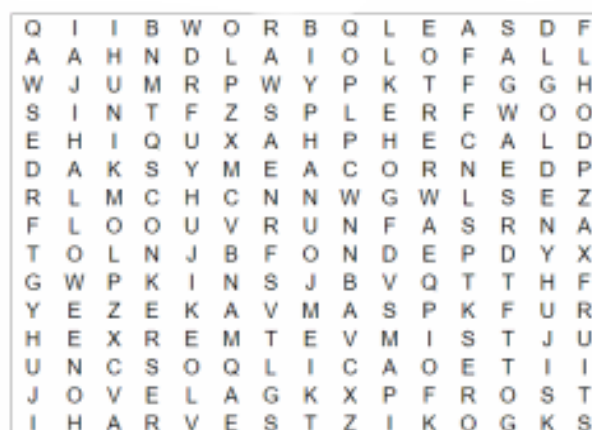 Q I I B W O R B Q L E A S D F
A A H N D L A I O L O F A L L
W J U M R P W Y P K T F G G H
S I N T F Z S P L E R F W O O
E H I Q U X A H P H E C A L D
D A K S Y M E A C O R N E D P
R L M C H C N N W G W L S E Z
F L O O U V R U N F A S R N A
T O L N J B F O N D E P D Y X
G W P K I N S J B V Q T T H F
Y E Z E K A V M A S P K F U R
H E X R E M T E V M I S T J U
U N C S O Q L I C A O E T I I
J O V E L A G K X P F R O S T
I H A R V E S T Z I K O G K S